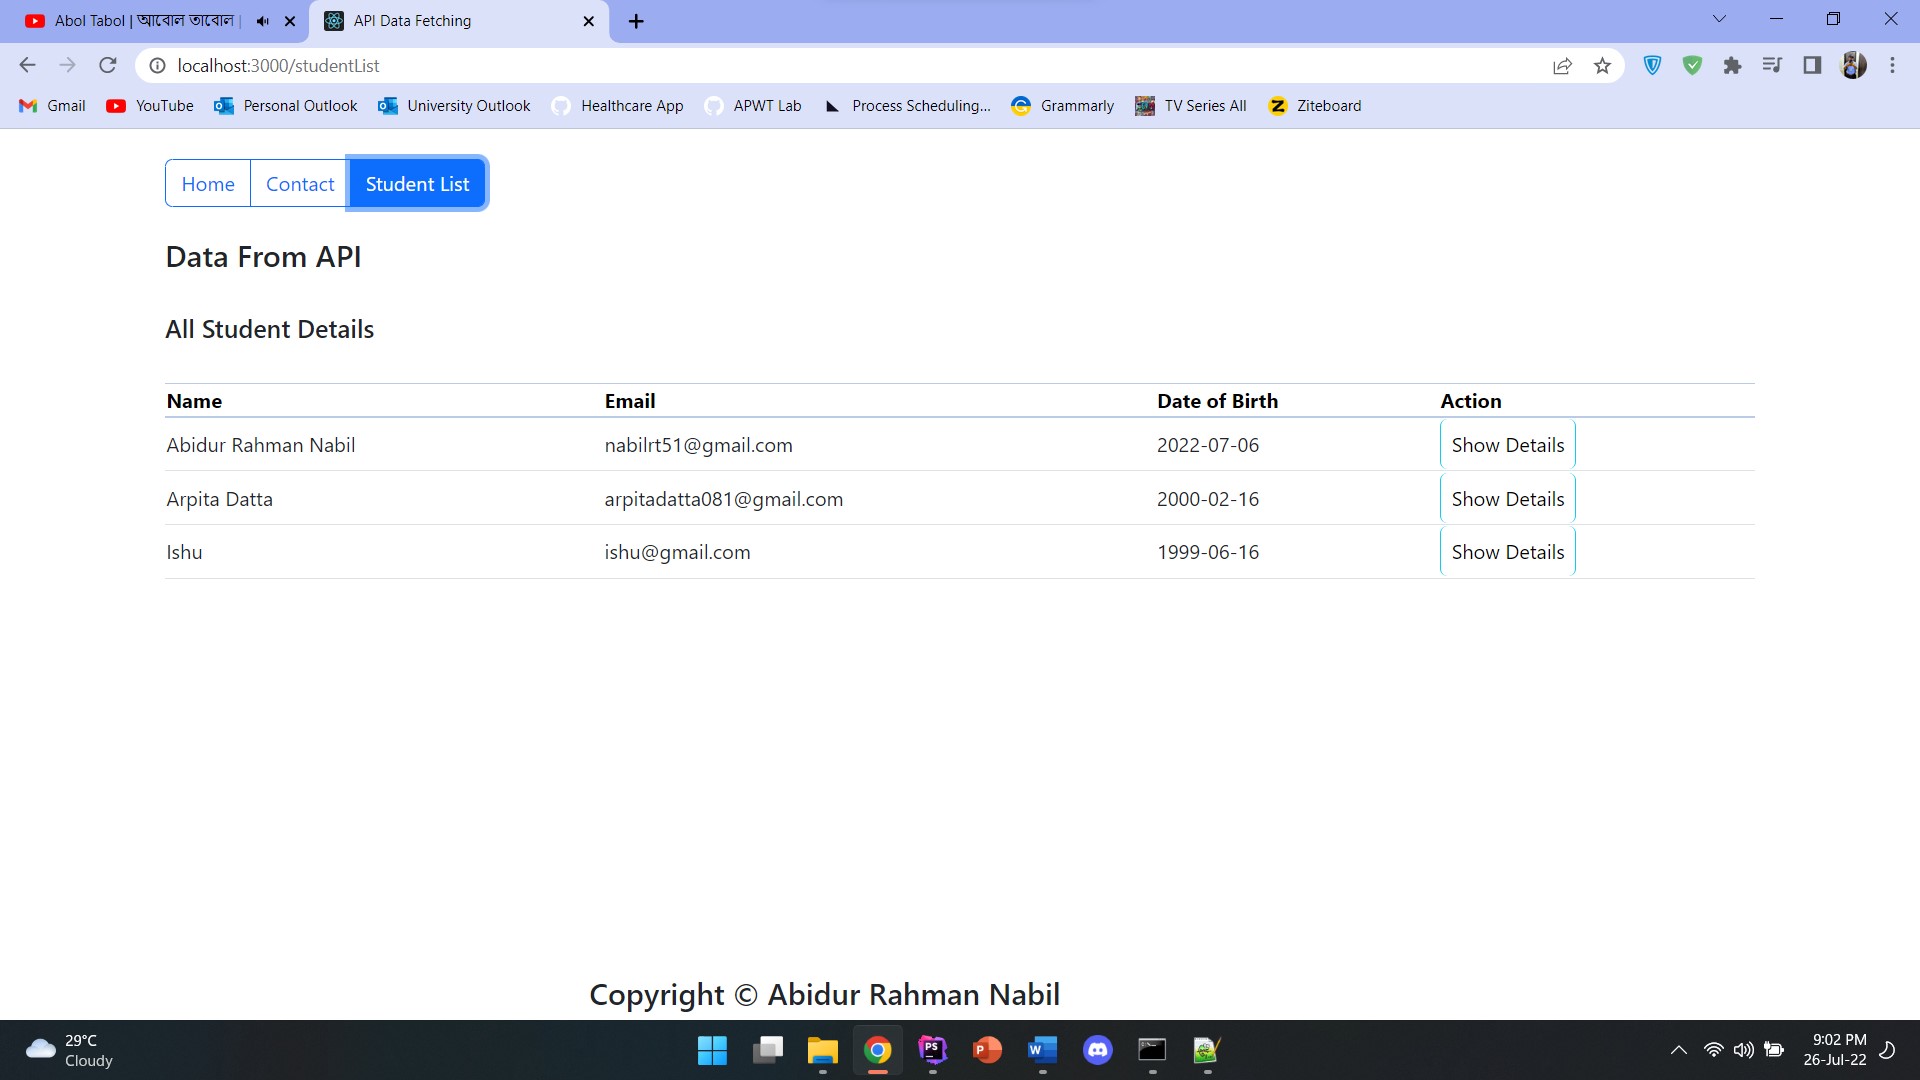 Abol Tabol | আবোল তাবোল |
API Data Fetching
localhost:3000/studentList
Gmail YouTube Personal Outlook University Outlook Healthcare App APWT Lab Process Scheduling... Grammarly TV Series All Ziteboard
Home Contact Student List
Data From API
All Student Details
Name Email Date of Birth Action
Abidur Rahman Nabil nabilrt51@gmail.com 2022-07-06 Show Details
Arpita Datta arpitadatta081@gmail.com 2000-02-16 Show Details
Ishu ishu@gmail.com 1999-06-16 Show Details
Copyright © Abidur Rahman Nabil
29°C
Cloudy
9:02 PM
26-Jul-22